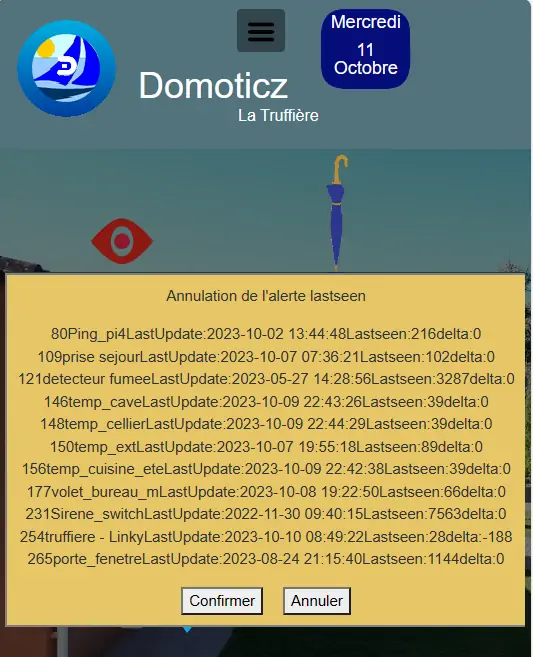 Mercredi
11
Octobre
Domoticz
La Truffière
Annulation de l'alerte lastseen
80Ping_pi4LastUpdate:2023-10-02 13:44:48Lastseen:216delta:0
109prise sejourLastUpdate:2023-10-07 07:36:21Lastseen:102delta:0
121detecteur fumeeLastUpdate:2023-05-27 14:28:56Lastseen:3287delta:0
146temp_caveLastUpdate:2023-10-09 22:43:26Lastseen:39delta:0
148temp_cellierLastUpdate:2023-10-09 22:44:29Lastseen:39delta:0
150temp_extLastUpdate:2023-10-07 19:55:18Lastseen:89delta:0
156temp_cuisine_eteLastUpdate:2023-10-09 22:42:38Lastseen:39delta:0
177volet_bureau_mLastUpdate:2023-10-08 19:22:50Lastseen:66delta:0
231Sirene_switchLastUpdate:2022-11-30 09:40:15Lastseen:7563delta:0
254truffiere - LinkyLastUpdate:2023-10-10 08:49:22Lastseen:28delta:-188
265porte_fenetreLastUpdate:2023-08-24 21:15:40Lastseen:1144delta:0
Confirmer Annuler